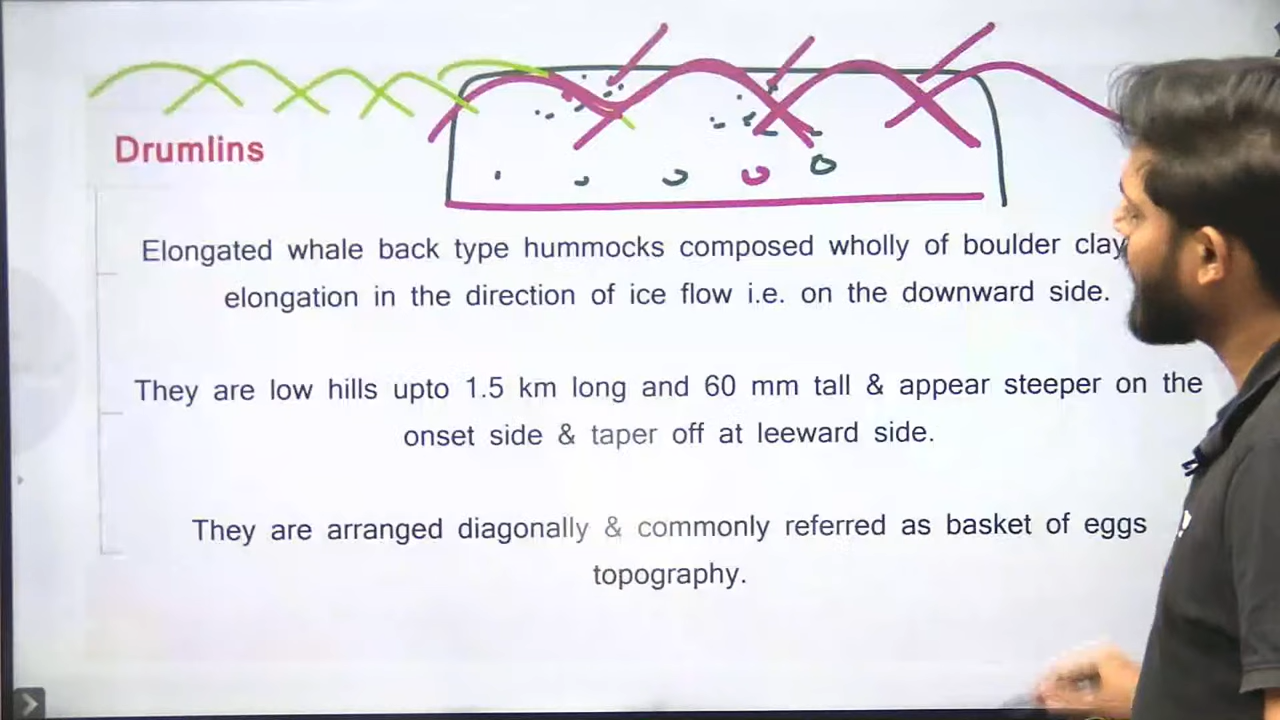 Drumlins
Elongated whale back type hummocks composed wholly of boulder clay
elongation in the direction of ice flow i.e. on the downward side.
They are low hills upto 1.5 km long and 60 mm tall & appear steeper on the
onset side & taper off at leeward side.
They are arranged diagonally & commonly referred as basket of eggs
topography.